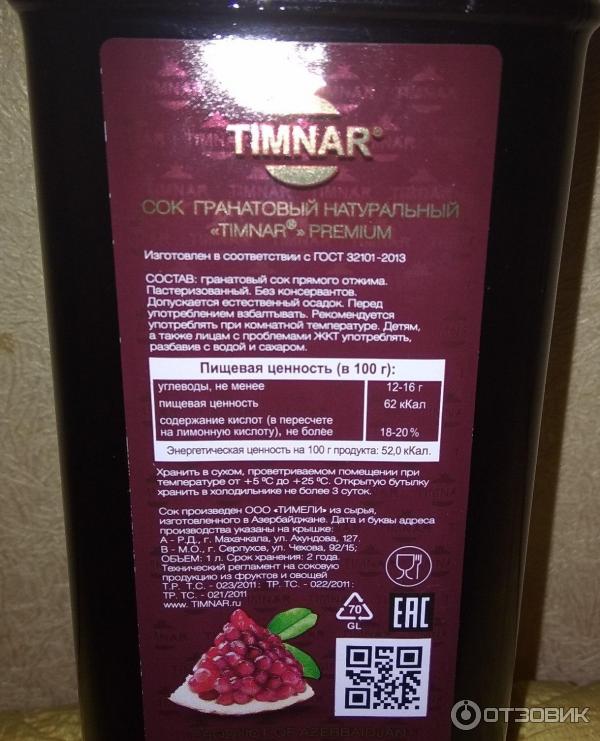 TIMNAR®
СОК ГРАНАТОВЫЙ НАТУРАЛЬНЫЙ
«TIMNAR®» PREMIUM
Изготовлен в соответствии с ГОСТ 32101-2013
СОСТАВ: гранатовый сок прямого отжима.
Пастеризованный. Без консервантов.
Допускается естественный осадок. Перед
употреблением взбалтывать. Рекомендуется
употреблять при комнатной температуре. Детям,
а также лицам с проблемами ЖКТ употреблять,
разбавив с водой и сахаром.
Пищевая ценность (в 100 г):
углеводы, не менее 12-16 г
пищевая ценность 62 кКал
содержание кислот (в пересчете
на лимонную кислоту), не более 18-20 %
Энергетическая ценность на 100 г продукта: 52,0 кКал.
Хранить в сухом, проветриваемом помещении при
температуре от +5 ºС до +25 ºС. Открытую бутылку
хранить в холодильнике не более 3 суток.
Сок произведен ООО «ТИМЕЛИ» из сырья,
изготовленного в Азербайджане. Дата и буквы адреса
производства указаны на крышке:
А - Р.Д., г. Махачкала, ул. Ахундова, 127.
В - М.О., г. Серпухов, ул. Чехова, 92/15;
ОБЪЕМ: 1 л. Срок хранения: 2 года.
Технический регламент на соковую
продукцию из фруктов и овощей
Т.Р. Т.С. - 023/2011; ТР. ТС. - 022/2011;
ТР. ТС. - 021/2011
www. TIMNAR.ru
70
GL
EAC
OF AZERBAIDJAN
ОТЗОВИК